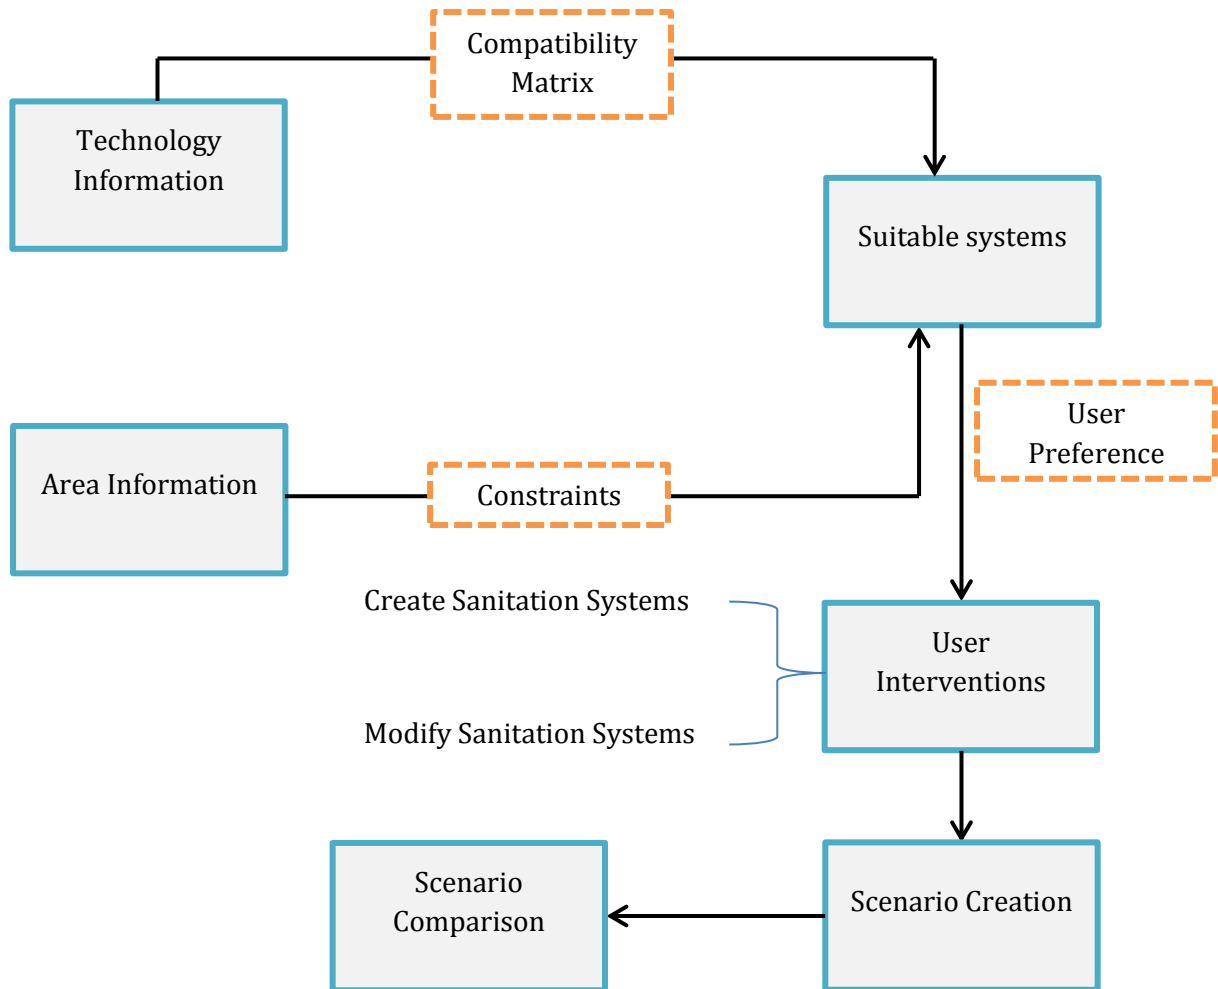 Compatibility
Matrix
Technology
Information
Suitable systems
User
Preference
Area Information
Constraints
Create Sanitation Systems
User
Interventions
Modify Sanitation Systems
Scenario
Comparison
Scenario Creation